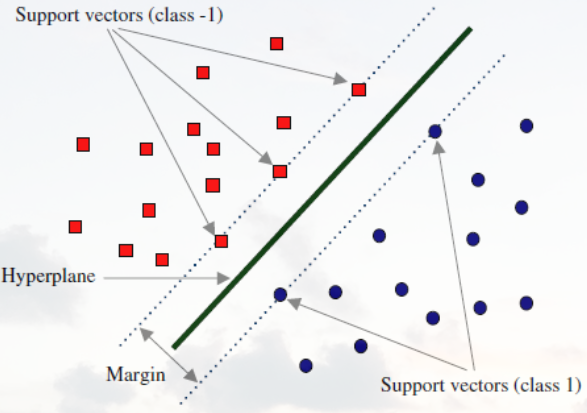 Support vectors (class -1)
Hyperplane
Margin
Support vectors (class 1)